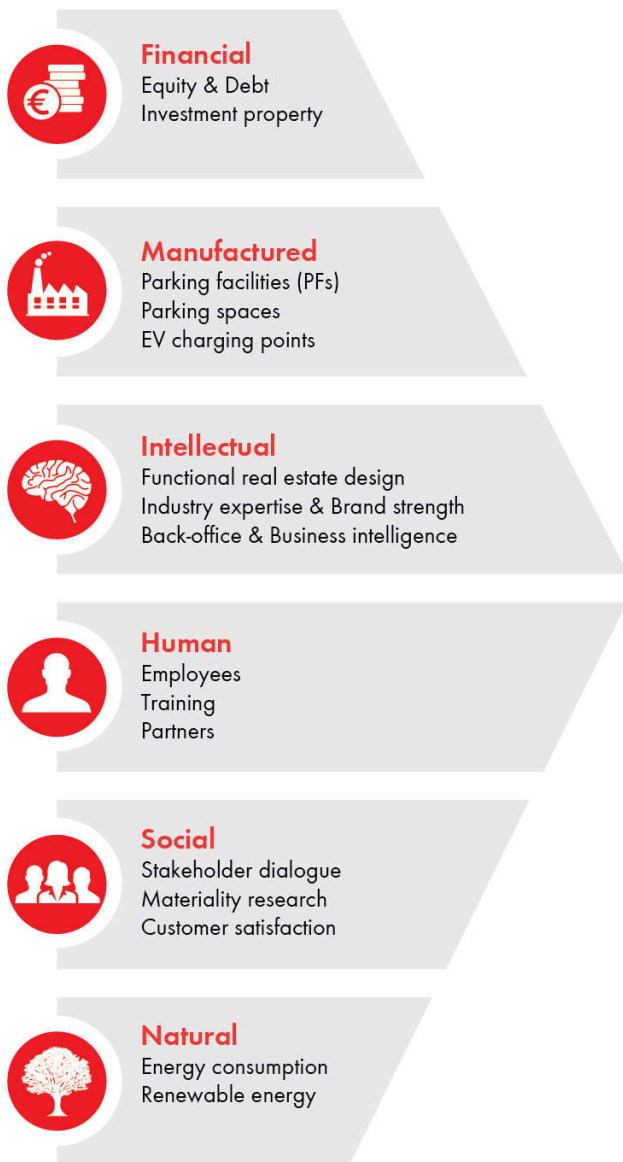 Financial
Equity & Debt
Investment property
€
Manufactured
Parking facilities (PFs)
Parking spaces
EV charging points
Intellectual
Functional real estate design
Industry expertise & Brand strength
Back-office & Business intelligence
Human
Employees
Training
Partners
Social
Stakeholder dialogue
Materiality research
Customer satisfaction
Natural
Energy consumption
Renewable energy